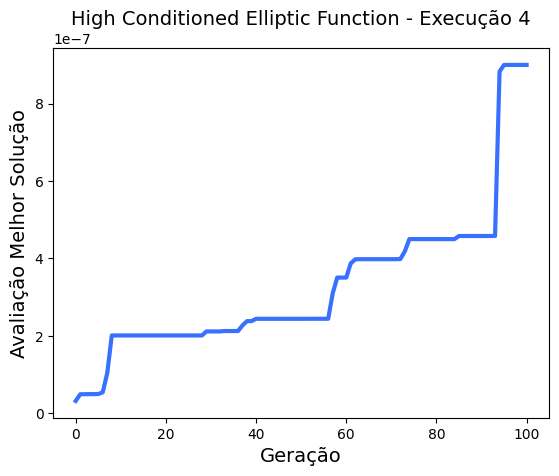 High Conditioned Elliptic Function - Execução 4
1e−7
Avaliação Melhor Solução
8
6
4
2
0
0 20 40 60 80 100
Geração